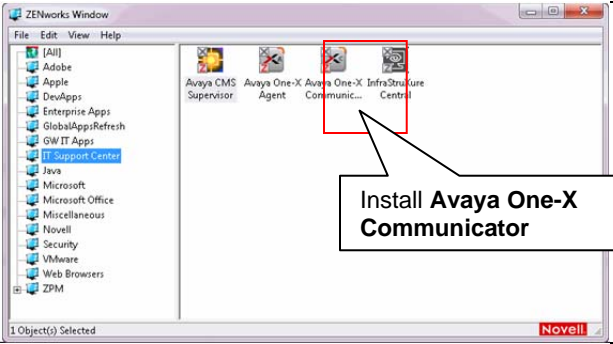 ZENworks Window
File Edit View Help
[All]
Adobe
Apple
DevApps
Enterprise Apps
GlobalAppsRefresh
GW IT Apps
IT Support Center
Java
Microsoft
Microsoft Office
Miscellaneous
Novell
Security
VMware
Web Browsers
ZPM
Avaya CMS Supervisor
Avaya One-X Agent
Avaya One-X Communic...
InfraStruXure Central
Install Avaya One-X
Communicator
1 Object(s) Selected
Novell.